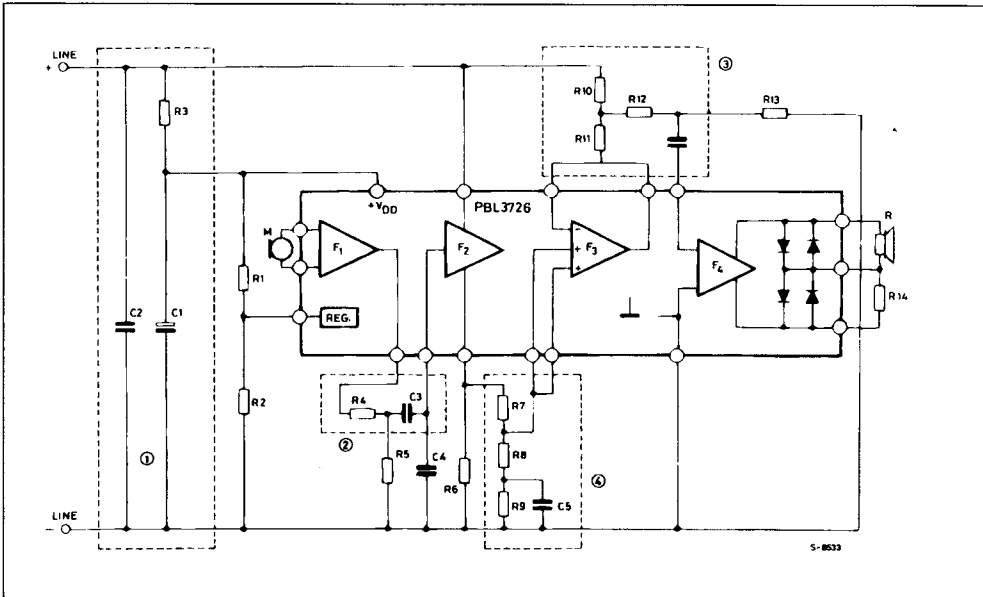 LINE
+
③
R10
R12
R13
R3
R11
+VDD
PBL3726
M
F1
F2
−
+
+
F3
F4
R
R1
R14
C2
C1
REG.
R4
C3
R7
R2
②
R5
C4
R8
①
R6
④
R9
C5
LINE
−
S-8533